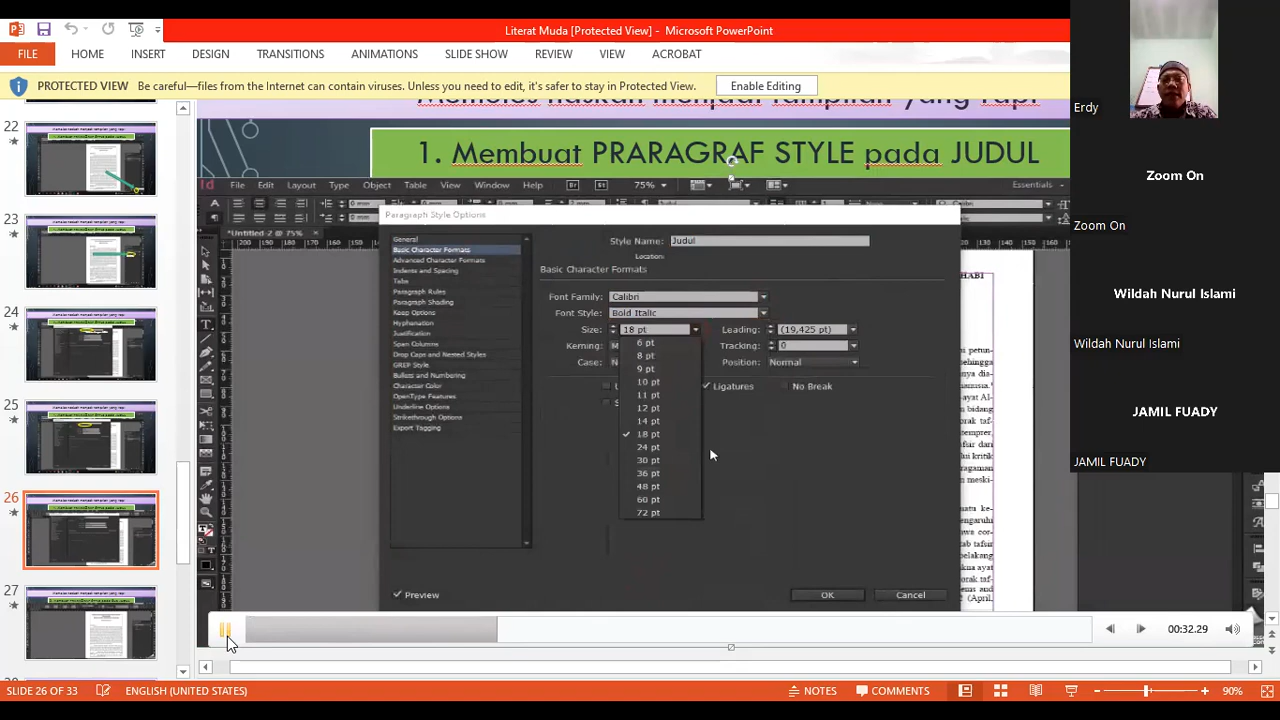 Literat Muda [Protected View] - Microsoft PowerPoint
FILE HOME INSERT DESIGN TRANSITIONS ANIMATIONS SLIDE SHOW REVIEW VIEW ACROBAT
PROTECTED VIEW Be careful—files from the Internet can contain viruses. Unless you need to edit, it's safer to stay in Protected View. Enable Editing
22
23
24
25
26
27
1. Membuat PRARAGRAF STYLE pada JUDUL
Id File Edit Layout Type Object Table View Window Help Br St 75% Essentials
*Untitled-2 @ 75%
Paragraph Style Options
General
Basic Character Formats
Advanced Character Formats
Indents and Spacing
Tabs
Paragraph Rules
Paragraph Shading
Keep Options
Hyphenation
Justification
Span Columns
Drop Caps and Nested Styles
GREP Style
Bullets and Numbering
Character Color
OpenType Features
Underline Options
Strikethrough Options
Export Tagging
Style Name: Judul
Location:
Basic Character Formats
Font Family: Calibri
Font Style: Bold Italic
Size: 18 pt Leading: (19,425 pt)
Kerning: Tracking: 0
Case: Position: Normal
Ligatures No Break
6 pt
8 pt
9 pt
10 pt
11 pt
12 pt
14 pt
18 pt
24 pt
30 pt
36 pt
48 pt
60 pt
72 pt
Preview OK Cancel
00:32.29
Erdy
Zoom On
Zoom On
Wildah Nurul Islami
Wildah Nurul Islami
JAMIL FUADY
JAMIL FUADY
SLIDE 26 OF 33 ENGLISH (UNITED STATES) NOTES COMMENTS 90%